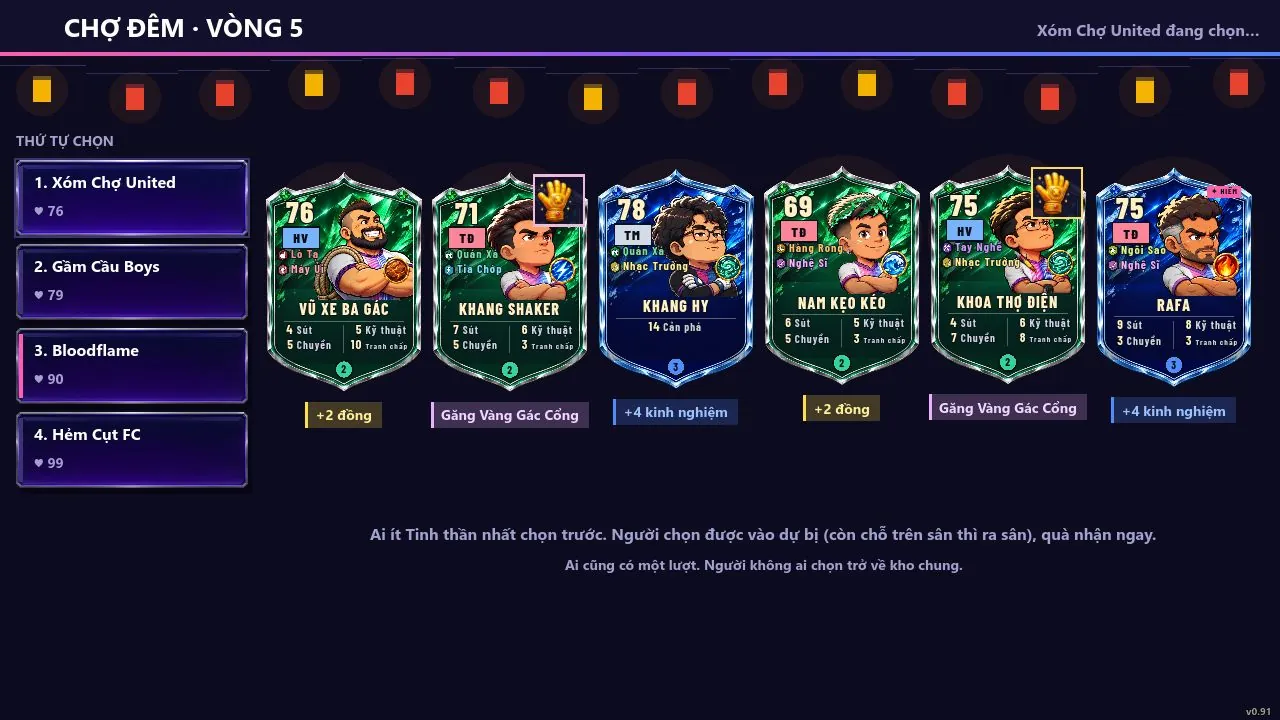 CHỢ ĐÊM · VÒNG 5
Xóm Chợ United đang chọn...
THỨ TỰ CHỌN
1. Xóm Chợ United
76
2. Gầm Cầu Boys
79
3. Bloodflame
90
4. Hẻm Cụt FC
99
76
HV
Lò Ta
Máy Ủi
VŨ XE BA GÁC
4 Sút
5 Kỹ thuật
5 Chuyền
10 Tranh chấp
2
+2 đồng
71
TĐ
Quán Xá
Tia Chớp
KHANG SHAKER
7 Sút
6 Kỹ thuật
5 Chuyền
3 Tranh chấp
2
Găng Vàng Gác Cổng
78
TM
Quán Xá
Nhạc Trưởng
KHANG HY
14 Cản phá
3
+4 kinh nghiệm
69
TĐ
Hàng Rong
Nghệ Sĩ
NAM KẸO KÉO
6 Sút
5 Kỹ thuật
5 Chuyền
3 Tranh chấp
2
+2 đồng
75
HV
Tay Nghề
Nhạc Trưởng
KHOA THỢ ĐIỆN
4 Sút
6 Kỹ thuật
7 Chuyền
8 Tranh chấp
2
Găng Vàng Gác Cổng
HIẾM
75
TĐ
Ngôi Sao
Nghệ Sĩ
RAFA
9 Sút
8 Kỹ thuật
3 Chuyền
3 Tranh chấp
3
+4 kinh nghiệm
Ai ít Tinh thần nhất chọn trước. Người chọn được vào dự bị (còn chỗ trên sân thì ra sân), quà nhận ngay.
Ai cũng có một lượt. Người không ai chọn trở về kho chung.
v0.91